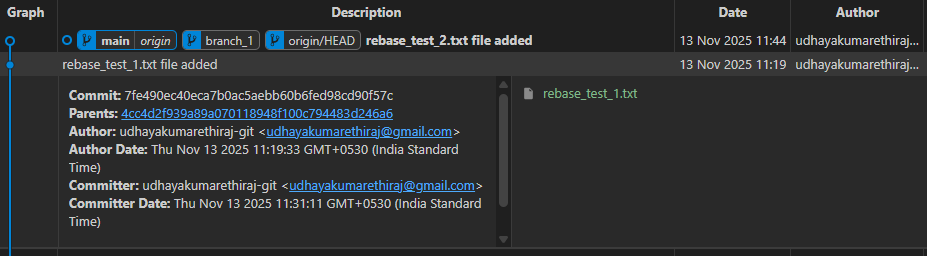 Graph Description Date Author
main origin branch_1 origin/HEAD rebase_test_2.txt file added 13 Nov 2025 11:44 udhayakumarethiraj...
rebase_test_1.txt file added 13 Nov 2025 11:19 udhayakumarethiraj...
Commit: 7fe490ec40eca7b0ac5aebb60b6fed98cd90f57c
rebase_test_1.txt
Parents: 4cc4d2f939a89a070118948f100c794483d246a6
Author: udhayakumarethiraj-git <udhayakumarethiraj@gmail.com>
Author Date: Thu Nov 13 2025 11:19:33 GMT+0530 (India Standard
Time)
Committer: udhayakumarethiraj-git <udhayakumarethiraj@gmail.com>
Committer Date: Thu Nov 13 2025 11:31:11 GMT+0530 (India Standard
Time)